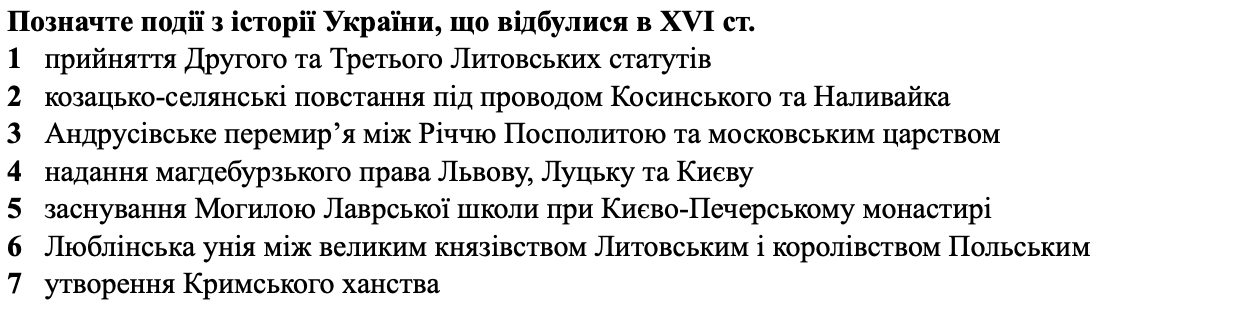 Позначте події з історії України, що відбулися в XVI ст.
1 прийняття Другого та Третього Литовських статутів
2 козацько-селянські повстання під проводом Косинського та Наливайка
3 Андрусівське перемир’я між Річчю Посполитою та московським царством
4 надання магдебурзького права Львову, Луцьку та Києву
5 заснування Могилою Лаврської школи при Києво-Печерському монастирі
6 Люблінська унія між великим князівством Литовським і королівством Польським
7 утворення Кримського ханства